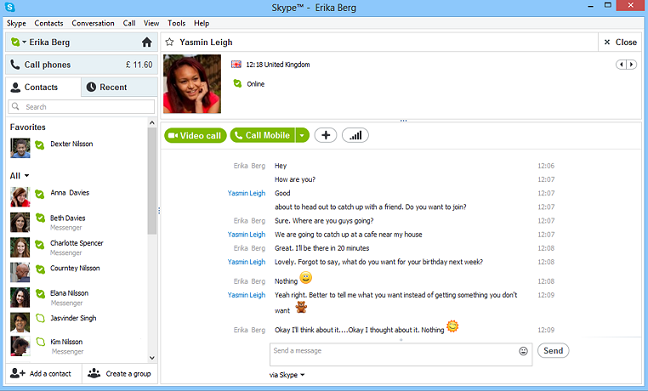 Skype™ - Erika Berg
Skype Contacts Conversation Call View Tools Help
Erika Berg
Call phones £ 11.60
Contacts Recent
Search
Favorites
Dexter Nilsson
All
Anna Davies
Beth Davies
Messenger
Charlotte Spencer
Messenger
Courntey Nilsson
Elana Nilsson
Messenger
Jasvinder Singh
Kim Nilsson
Messenger
Add a contact Create a group
Yasmin Leigh Close
12:18 United Kingdom
Online
Video call Call Mobile
Erika Berg Hey 12:06
How are you? 12:07
Yasmin Leigh Good 12:07
about to head out to catch up with a friend. Do you want to join? 12:07
Erika Berg Sure. Where are you guys going? 12:07
Yasmin Leigh We are going to catch up at a cafe near my house 12:07
Erika Berg Great. I'll be there in 20 minutes 12:08
Yasmin Leigh Lovely. Forgot to say, what do you want for your birthday next week? 12:08
Erika Berg Nothing 12:08
Yasmin Leigh Yeah right. Better to tell me what you want instead of getting something you don't 12:09
want
Erika Berg Okay I'll think about it....Okay I thought about it. Nothing 12:09
Send a message Send
via Skype